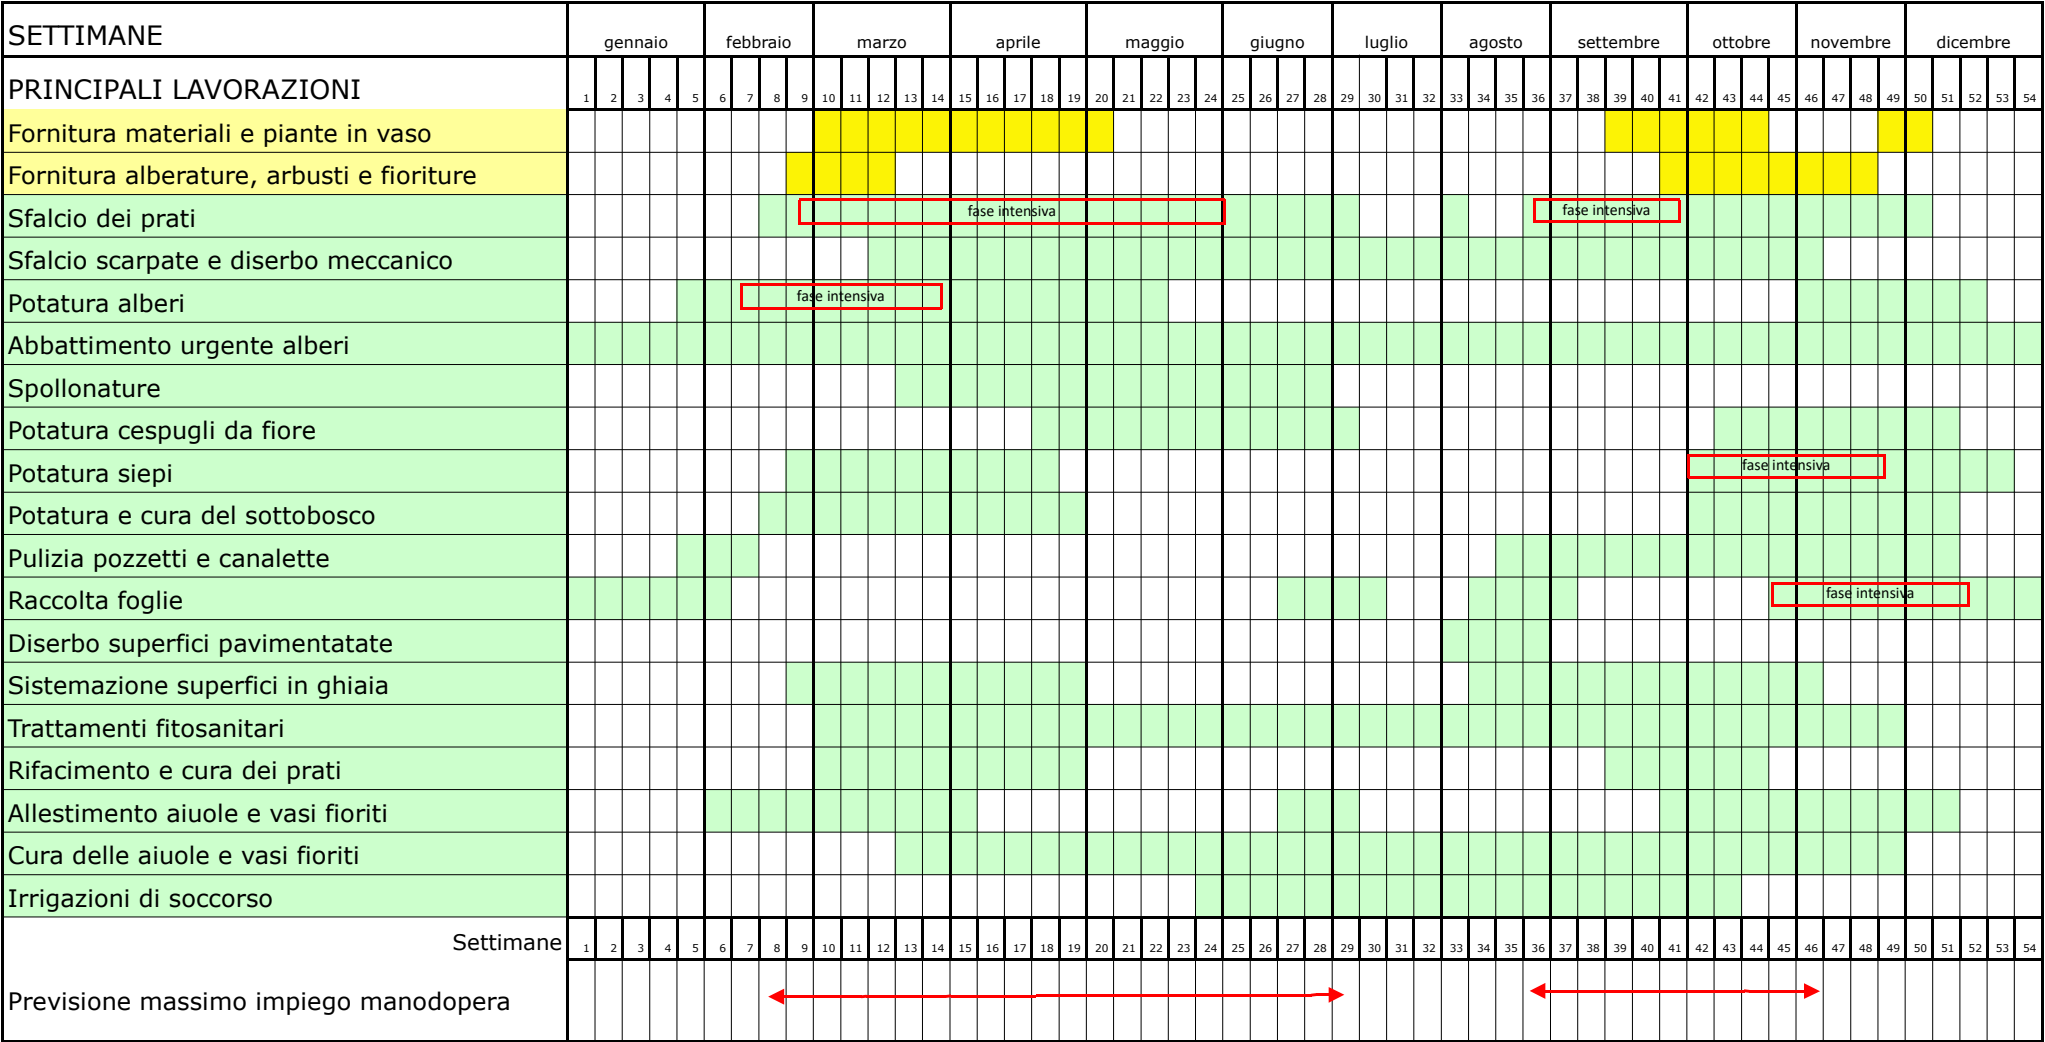 SETTIMANE gennaio febbraio marzo aprile maggio giugno luglio agosto settembre ottobre novembre dicembre
PRINCIPALI LAVORAZIONI 1 2 3 4 5 6 7 8 9 10 11 12 13 14 15 16 17 18 19 20 21 22 23 24 25 26 27 28 29 30 31 32 33 34 35 36 37 38 39 40 41 42 43 44 45 46 47 48 49 50 51 52 53 54
Fornitura materiali e piante in vaso
Fornitura alberature, arbusti e fioriture
Sfalcio dei prati fase intensiva fase intensiva
Sfalcio scarpate e diserbo meccanico
Potatura alberi fase intensiva
Abbattimento urgente alberi
Spollonature
Potatura cespugli da fiore
Potatura siepi fase intensiva
Potatura e cura del sottobosco
Pulizia pozzetti e canalette
Raccolta foglie fase intensiva
Diserbo superfici pavimentatate
Sistemazione superfici in ghiaia
Trattamenti fitosanitari
Rifacimento e cura dei prati
Allestimento aiuole e vasi fioriti
Cura delle aiuole e vasi fioriti
Irrigazioni di soccorso
Settimane 1 2 3 4 5 6 7 8 9 10 11 12 13 14 15 16 17 18 19 20 21 22 23 24 25 26 27 28 29 30 31 32 33 34 35 36 37 38 39 40 41 42 43 44 45 46 47 48 49 50 51 52 53 54
Previsione massimo impiego manodopera